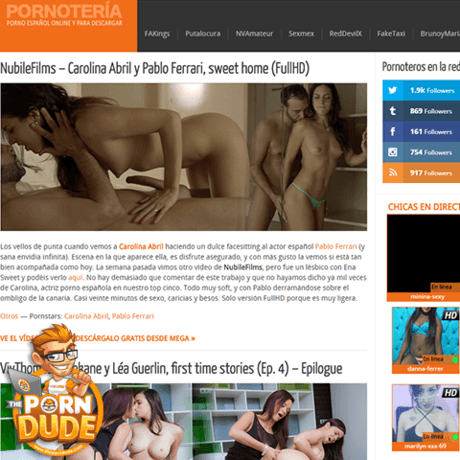 PORNOTERÍA
PORNO ESPAÑOL ONLINE Y PARA DESCARGAR
FAKings Putalocura NVAmateur Sexmex RedDevilX FakeTaxi BrunoyMaría
NubileFilms – Carolina Abril y Pablo Ferrari, sweet home (FullHD)
Los vellos de punta cuando vemos a Carolina Abril haciendo un dulce facesitting al actor español Pablo Ferrari (y
sana envidia infinita). Escena en la que aparece ella, es disfrute asegurado, y con más gusto la vemos si está tan
bien acompañada como hoy. La semana pasada vimos otro video de NubileFilms, pero fue un lésbico con Ena
Sweet y podéis verlo aquí. No hay demasiado que comentar de este trabajo y que no hayamos dicho ya mil veces
de Carolina, actriz porno española en nuestro top cinco. Todo muy soft, y con Pablo derramándose sobre el
ombligo de la canaria. Casi veinte minutos de sexo, caricias y besos. Solo versión FullHD porque es muy ligera.
Otros — Pornstars: Carolina Abril, Pablo Ferrari
VE EL VÍD DESCÁRGALO GRATIS DESDE MEGA »
kane y Léa Guerlin, first time stories (Ep. 4) – Epilogue
THE
PORN
DUDE
Pornoteros en la red
1.9k Followers
869 Followers
161 Followers
754 Followers
917 Followers
CHICAS EN DIRECT
En línea
minina-sexy
HD
En línea
danna-ferrer
HD
En línea
marilyn-xxx-69